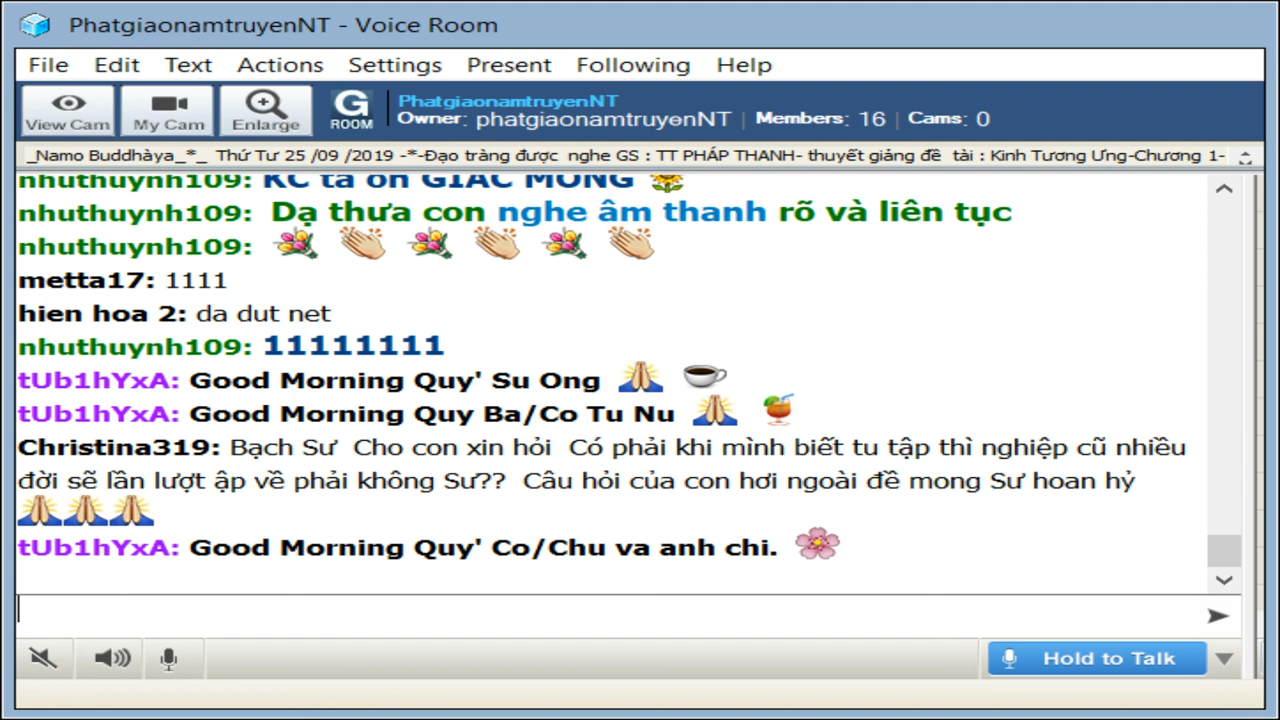 PhatgiaonamtruyenNT - Voice Room
File Edit Text Actions Settings Present Following Help
View Cam My Cam Enlarge G ROOM
PhatgiaonamtruyenNT
Owner: phatgiaonamtruyenNT | Members: 16 | Cams: 0
_Namo Buddhàya_*_ Thứ Tư 25 /09 /2019 -*-Đạo tràng được nghe GS : TT PHÁP THANH- thuyết giảng đề tài : Kinh Tương Ưng-Chương 1-
nhuthuynh109: KC tạ ơn GIÁC MÔNG
nhuthuynh109: Dạ thưa con nghe âm thanh rõ và liên tục
nhuthuynh109:
metta17: 1111
hien hoa 2: da dut net
nhuthuynh109: 11111111
tUb1hYxA: Good Morning Quy' Su Ong
tUb1hYxA: Good Morning Quy Ba/Co Tu Nu
Christina319: Bạch Sư Cho con xin hỏi Có phải khi mình biết tu tập thì nghiệp cũ nhiều
đời sẽ lần lượt ập về phải không Sư?? Câu hỏi của con hơi ngoài đề mong Sư hoan hỷ
tUb1hYxA: Good Morning Quy' Co/Chu va anh chi.
Hold to Talk